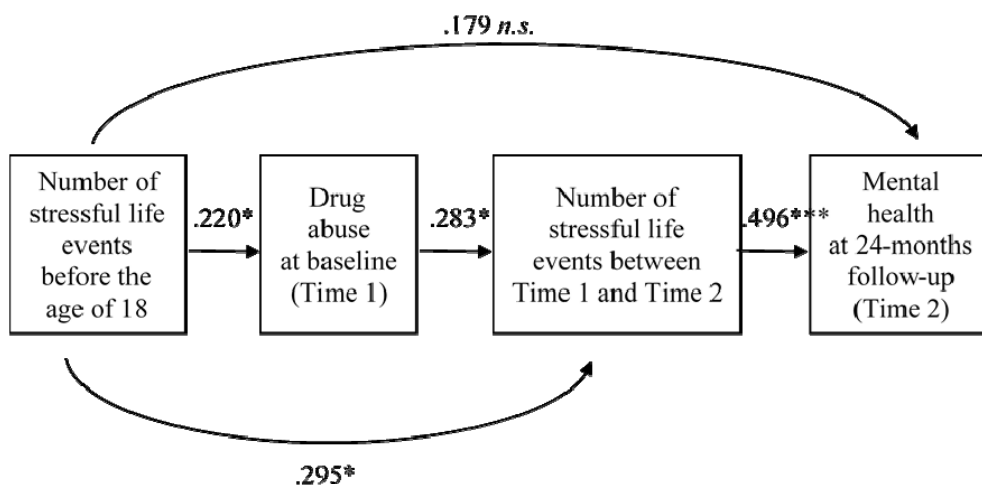 .179 n.s.
Number of
stressful life
events
before the
age of 18
.220*
Drug
abuse
at baseline
(Time 1)
.283*
Number of
stressful life
events between
Time 1 and Time 2
.496***
Mental
health
at 24-months
follow-up
(Time 2)
.295*